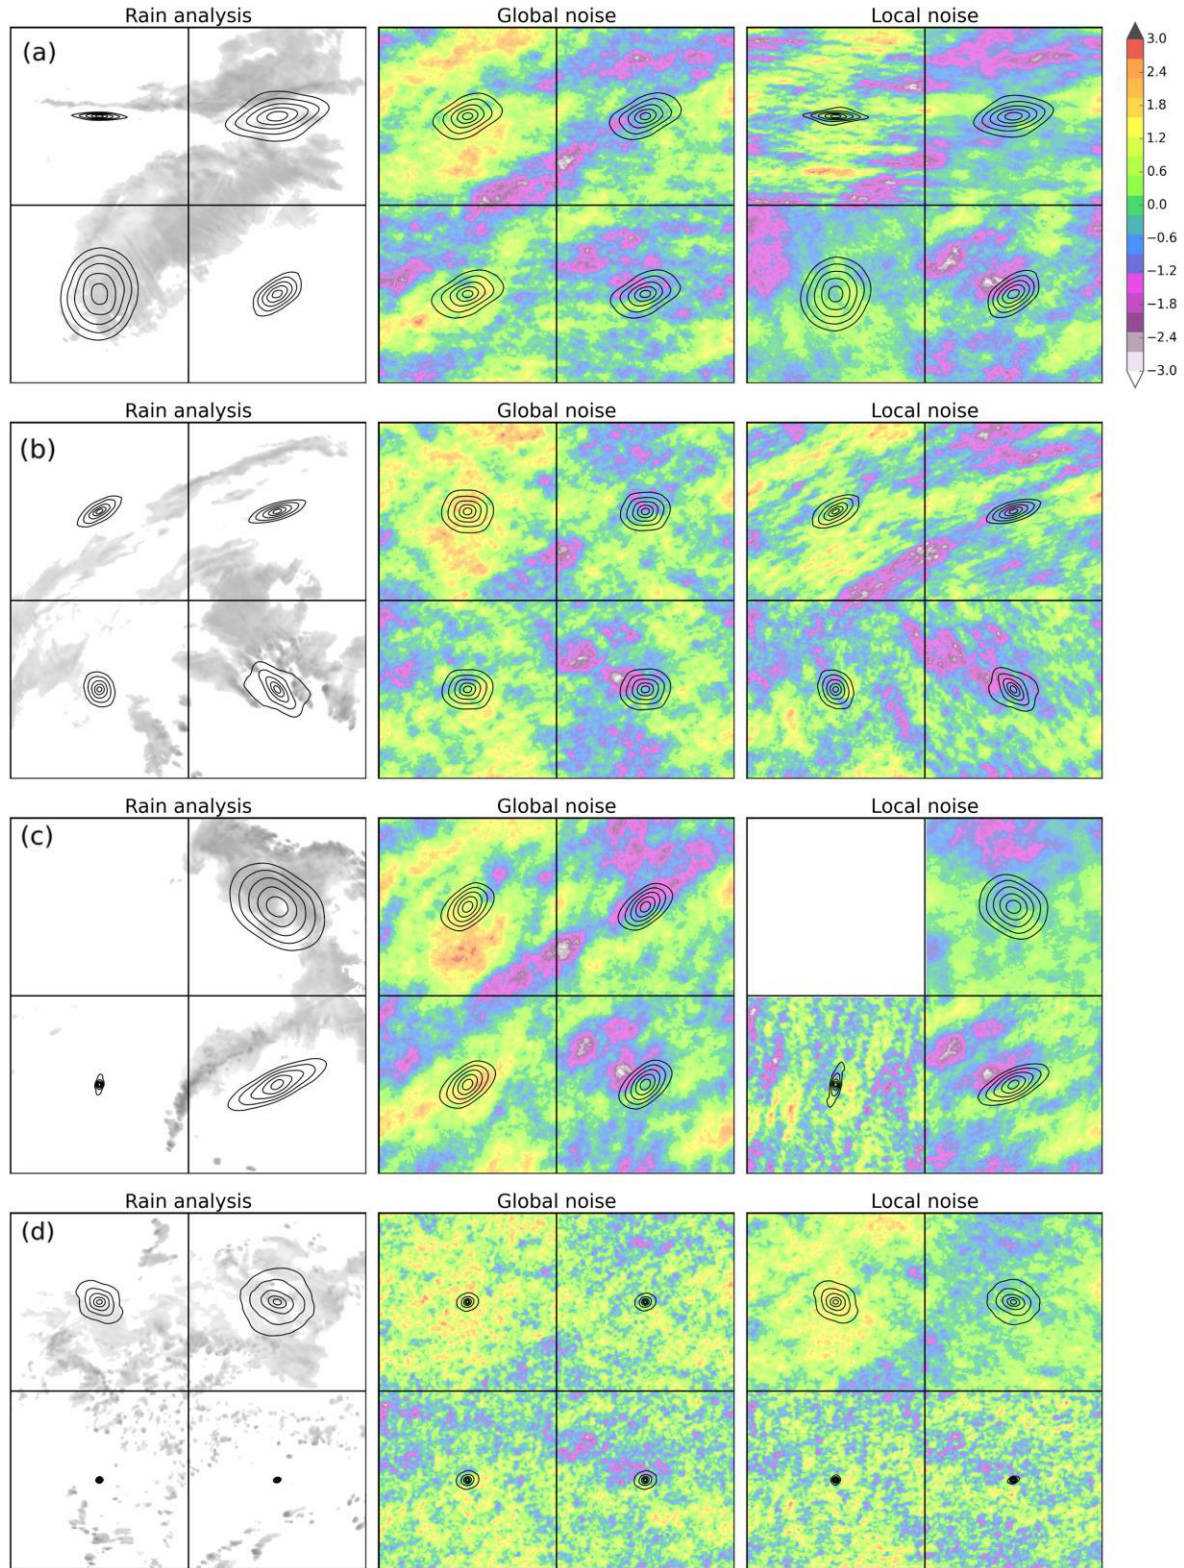 Rain analysis Global noise Local noise
(a)
3.0
2.4
1.8
1.2
0.6
0.0
−0.6
−1.2
−1.8
−2.4
−3.0
Rain analysis Global noise Local noise
(b)
Rain analysis Global noise Local noise
(c)
Rain analysis Global noise Local noise
(d)